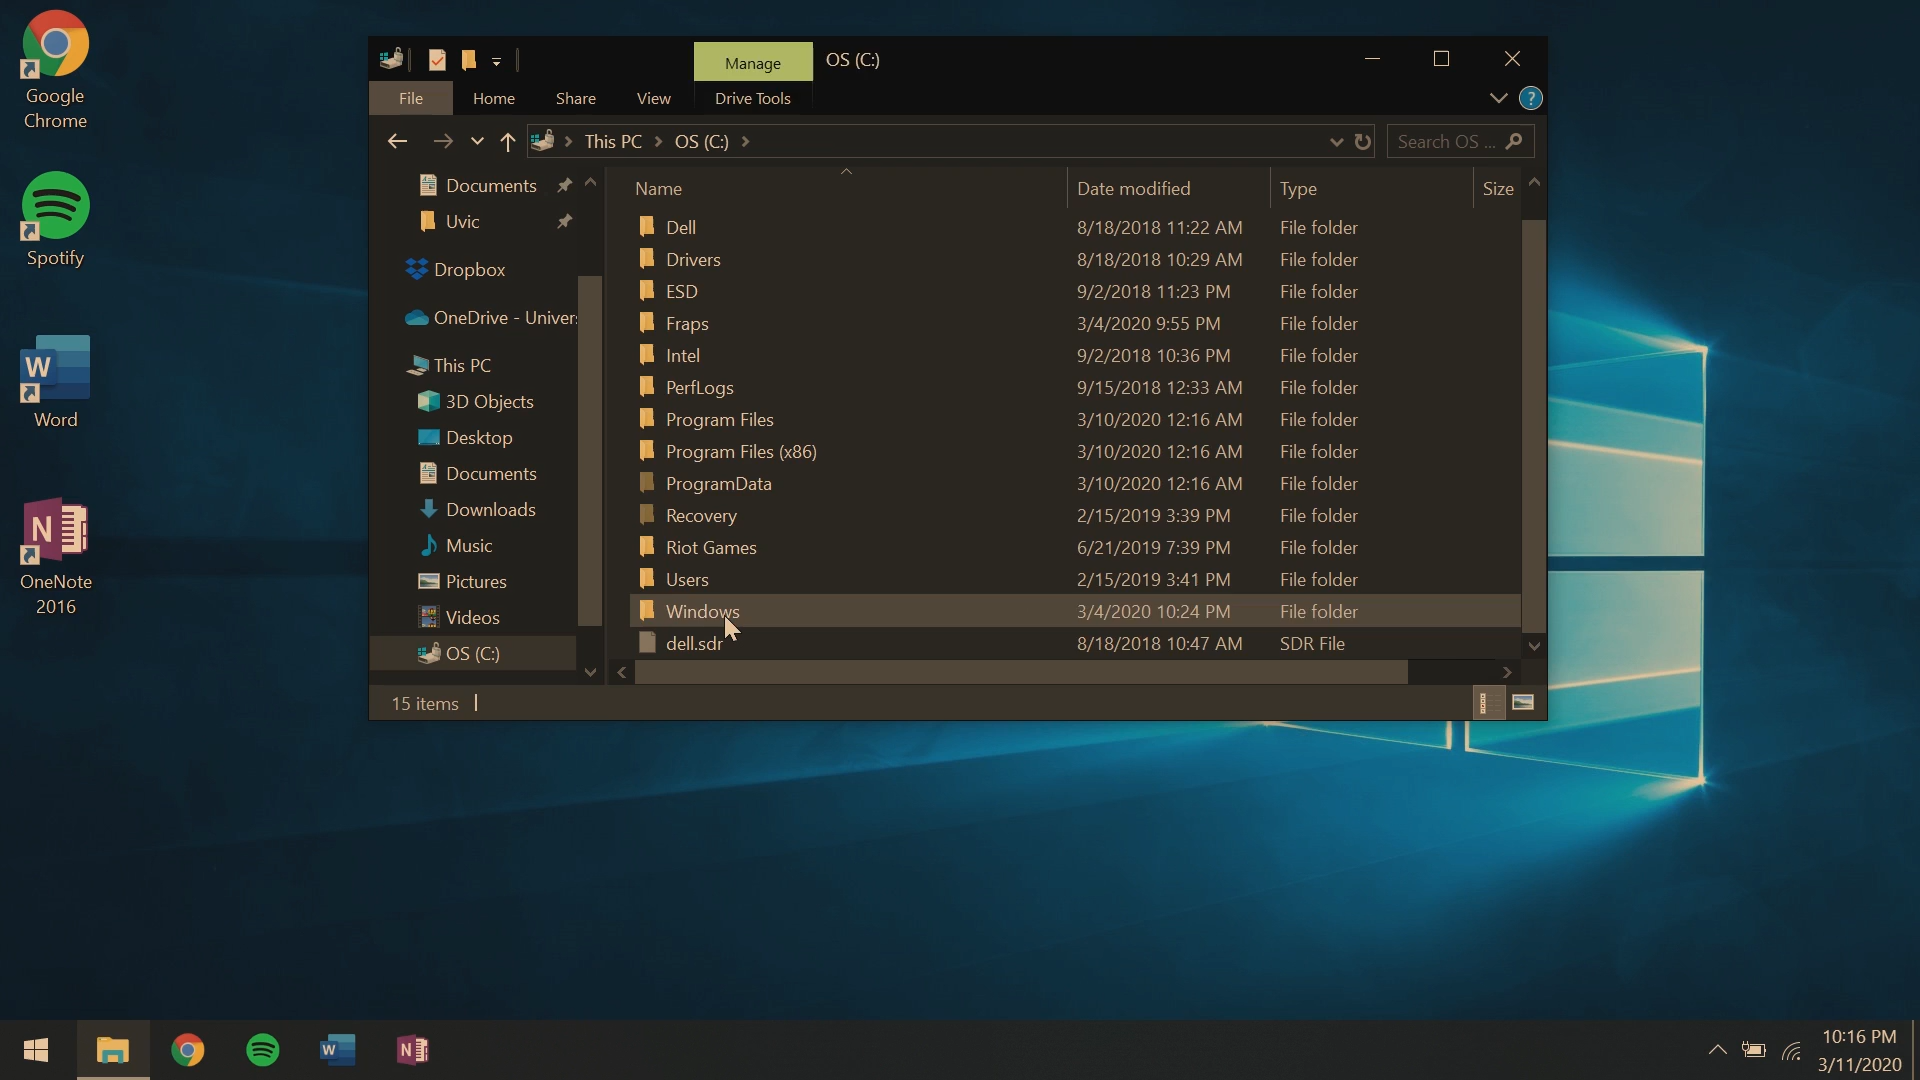 Google
Chrome
Spotify
Word
OneNote
2016
Manage
OS (C:)
File
Home
Share
View
Drive Tools
This PC
OS (C:)
Search OS ...
Documents
Uvic
Dropbox
OneDrive - Univer
This PC
3D Objects
Desktop
Documents
Downloads
Music
Pictures
Videos
OS (C:)
Name Date modified Type Size
Dell 8/18/2018 11:22 AM File folder
Drivers 8/18/2018 10:29 AM File folder
ESD 9/2/2018 11:23 PM File folder
Fraps 3/4/2020 9:55 PM File folder
Intel 9/2/2018 10:36 PM File folder
PerfLogs 9/15/2018 12:33 AM File folder
Program Files 3/10/2020 12:16 AM File folder
Program Files (x86) 3/10/2020 12:16 AM File folder
ProgramData 3/10/2020 12:16 AM File folder
Recovery 2/15/2019 3:39 PM File folder
Riot Games 6/21/2019 7:39 PM File folder
Users 2/15/2019 3:41 PM File folder
Windows 3/4/2020 10:24 PM File folder
dell.sdr 8/18/2018 10:47 AM SDR File
15 items
10:16 PM
3/11/2020